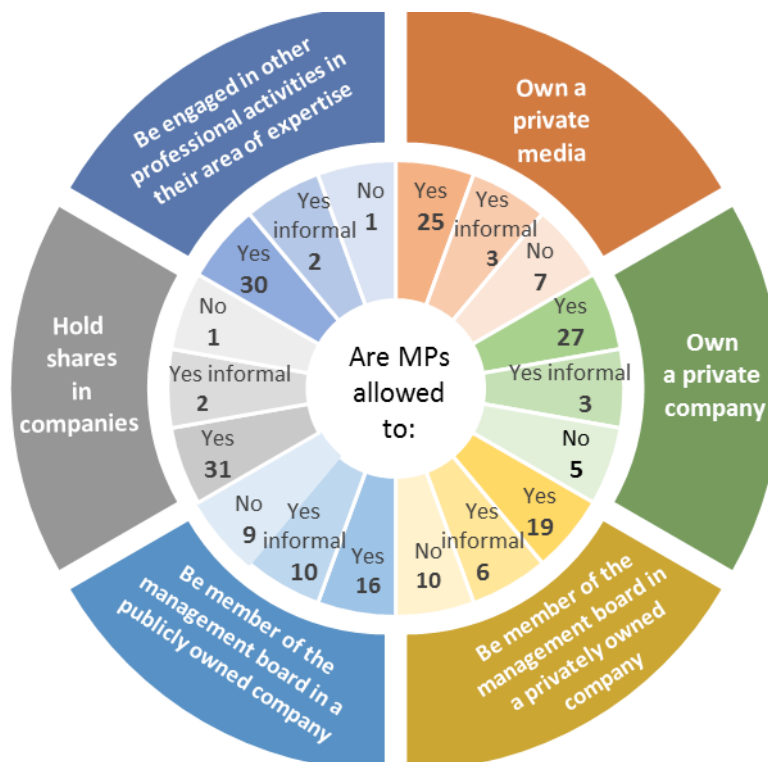 Are MPs
allowed
to:
Own a
private
media
Yes
25
Yes
informal
3
No
7
Own
a private
company
Yes
27
Yes informal
3
No
5
Be member of the
management board in
a privately owned
company
Yes
19
Yes
informal
6
No
10
Be member of the
management board in a
publicly owned company
Yes
16
Yes
informal
10
No
9
Hold
shares
in
companies
Yes
31
Yes informal
2
No
1
Be engaged in other
professional activities in
their area of expertise
Yes
30
Yes
informal
2
No
1